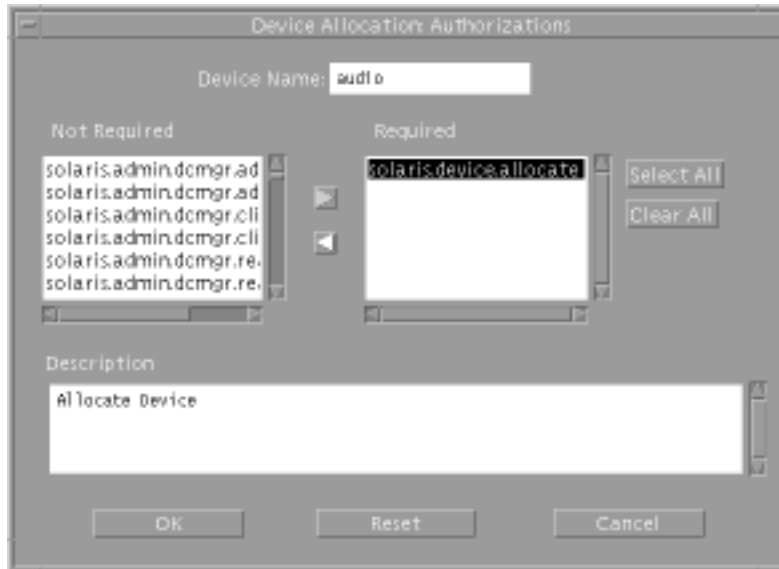 Device Allocation: Authorizations
Device Name: audio
Not Required
Required
solaris.admin.dcmgr.ad
solaris.admin.dcmgr.ad
solaris.admin.dcmgr.cli
solaris.admin.dcmgr.cli
solaris.admin.dcmgr.re
solaris.admin.dcmgr.re
solaris.device.allocate
Select All
Clear All
Description
Allocate Device
OK
Reset
Cancel